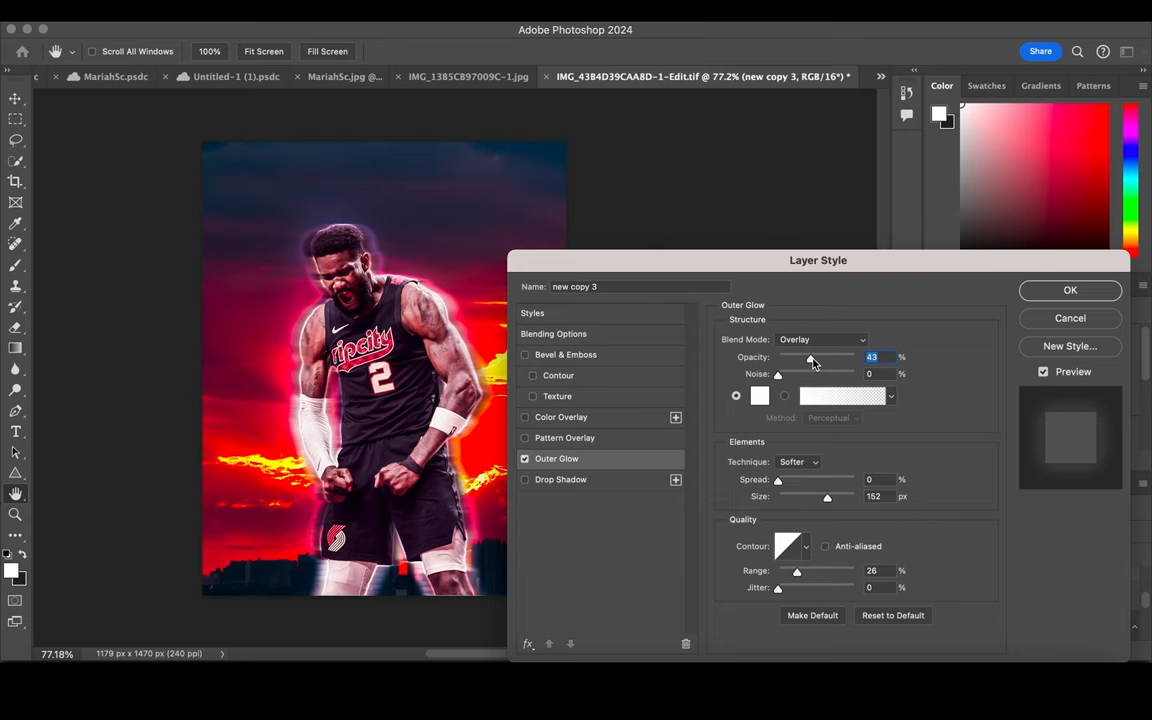 Adobe Photoshop 2024
Scroll All Windows 100% Fit Screen Fill Screen Share
c MariahSc.psdc Untitled-1 (1).psdc MariahSc.jpg @... IMG_13B5CB97009C-1.jpg IMG_43B4D39CAA8D-1-Edit.tif @ 77.2% (new copy 3, RGB/16*) *
Color Swatches Gradients Patterns
ripcity
2
Layer Style
Name: new copy 3
Styles
Blending Options
Bevel & Emboss
Contour
Texture
Color Overlay
Pattern Overlay
Outer Glow
Drop Shadow
fx
Outer Glow
Structure
Blend Mode: Overlay
Opacity: 43 %
Noise: 0 %
Method: Perceptual
Elements
Technique: Softer
Spread: 0 %
Size: 152 px
Quality
Contour: Anti-aliased
Range: 26 %
Jitter: 0 %
Make Default Reset to Default
OK
Cancel
New Style...
Preview
77.18% 1179 px x 1470 px (240 ppi)